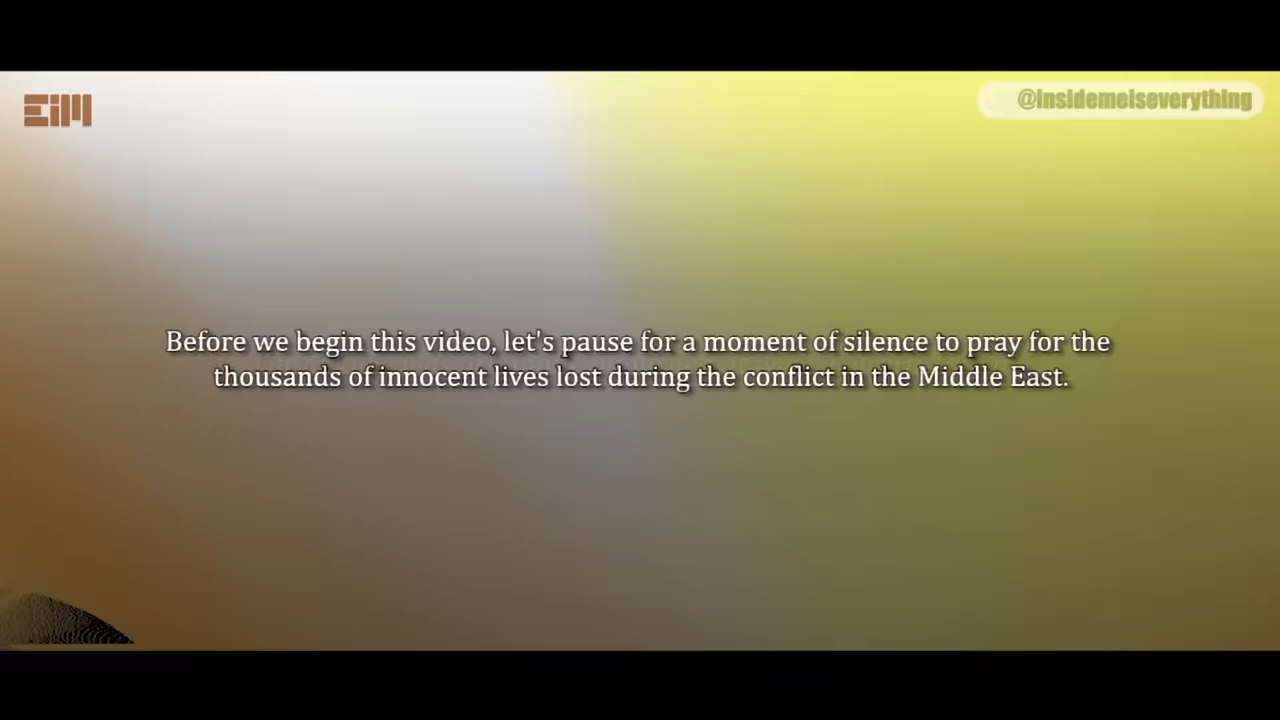 EiM
@insidemeiseverything
Before we begin this video, let's pause for a moment of silence to pray for the
thousands of innocent lives lost during the conflict in the Middle East.